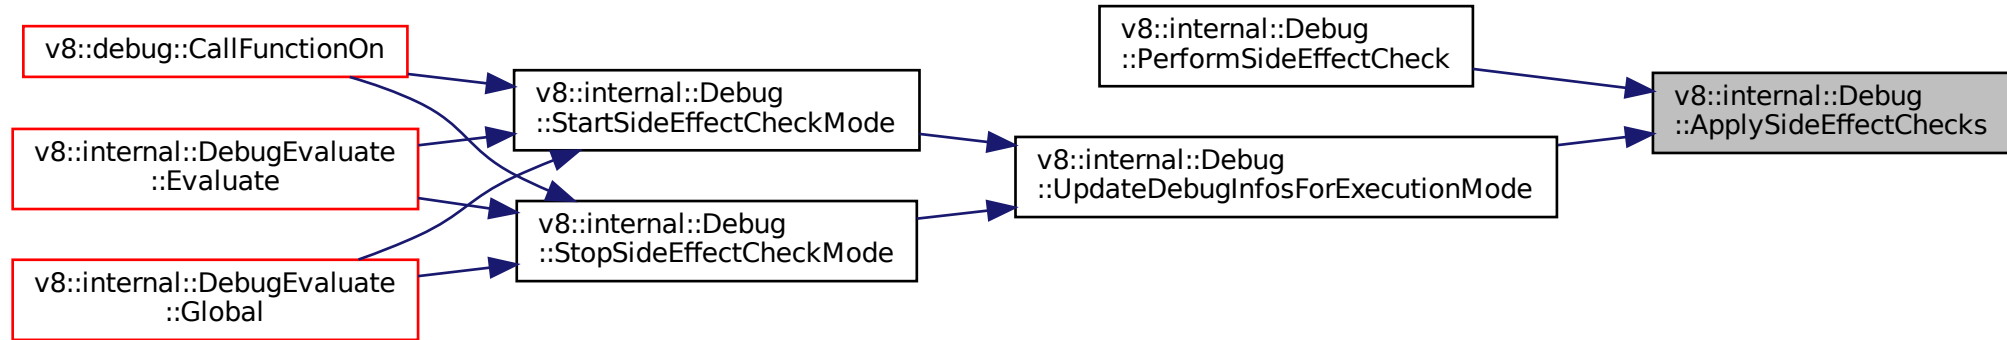 v8::debug::CallFunctionOn
v8::internal::DebugEvaluate
::Evaluate
v8::internal::DebugEvaluate
::Global
v8::internal::Debug
::StartSideEffectCheckMode
v8::internal::Debug
::StopSideEffectCheckMode
v8::internal::Debug
::PerformSideEffectCheck
v8::internal::Debug
::UpdateDebugInfosForExecutionMode
v8::internal::Debug
::ApplySideEffectChecks